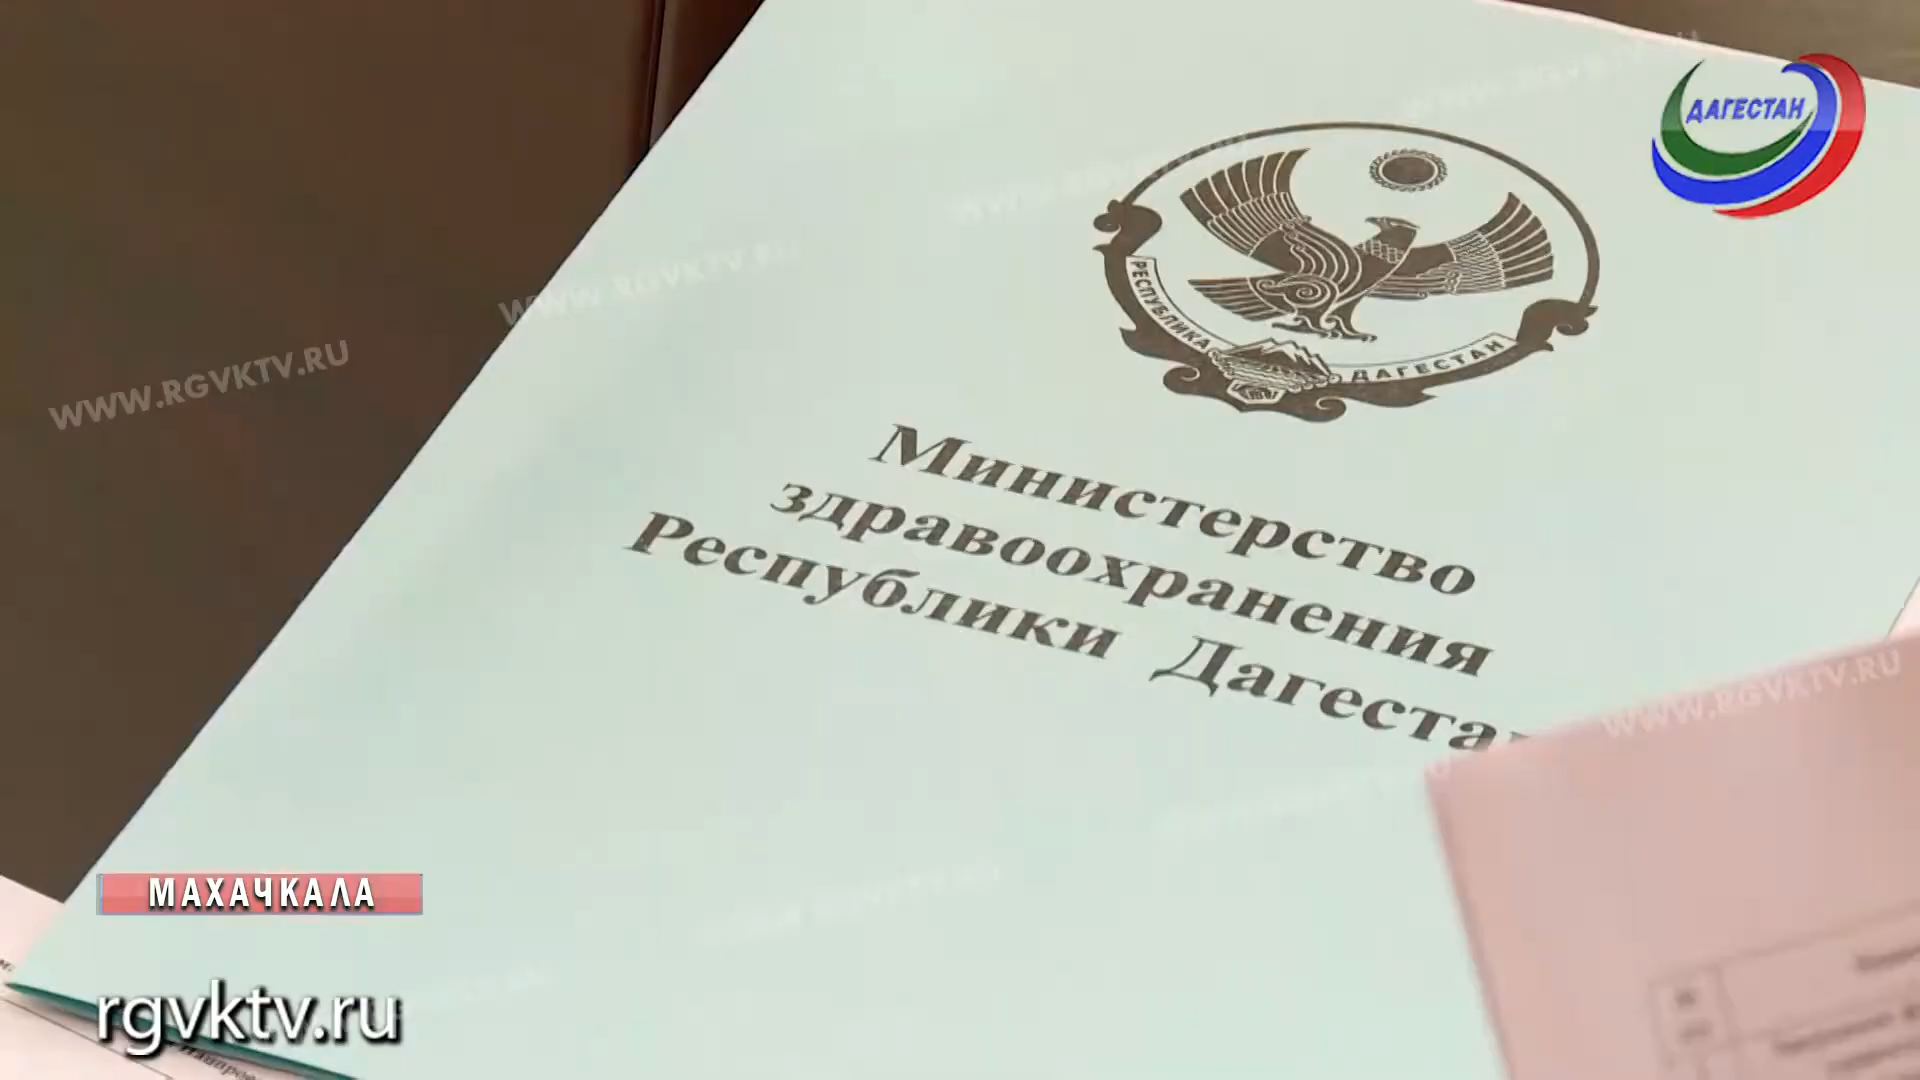 ДАГЕСТАН
WWW.RGVKTV.RU
WWW.RGVKTV.RU
РЕСПУБЛИКА ДАГЕСТАН
Министерство
здравоохранения
Республики Дагестан
WWW.RGVKTV.RU
МАХАЧКАЛА
rgvktv.ru